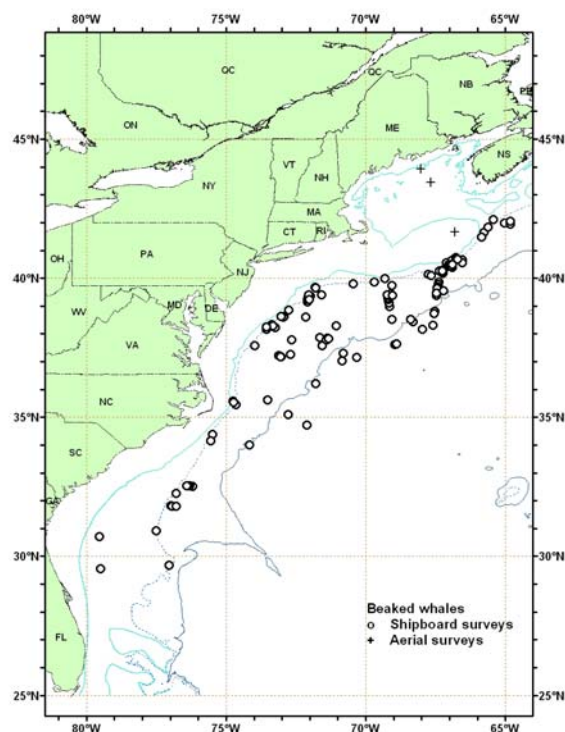 80°W 75°W 70°W 65°W
QC
QC
NB
PE
ON
ME
45°N
45°N
NS
VT
NH
NY
MA
CT
RI
PA
OH
NJ
40°N
40°N
MD
DE
WV
VA
NC
35°N
35°N
SC
GA
30°N
30°N
Beaked whales
Shipboard surveys
FL
Aerial surveys
25°N
25°N
80°W 75°W 70°W 65°W